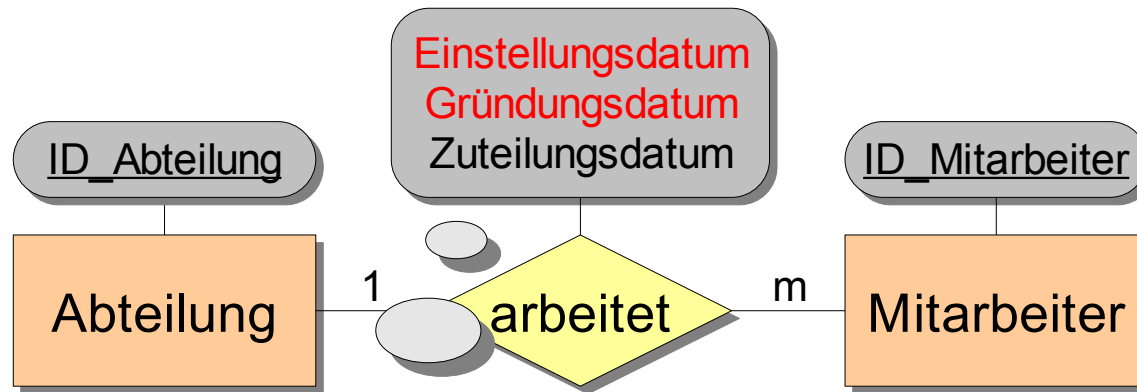 Einstellungsdatum
Gründungsdatum
Zuteilungsdatum
ID_Abteilung
ID_Mitarbeiter
Abteilung
1
arbeitet
m
Mitarbeiter